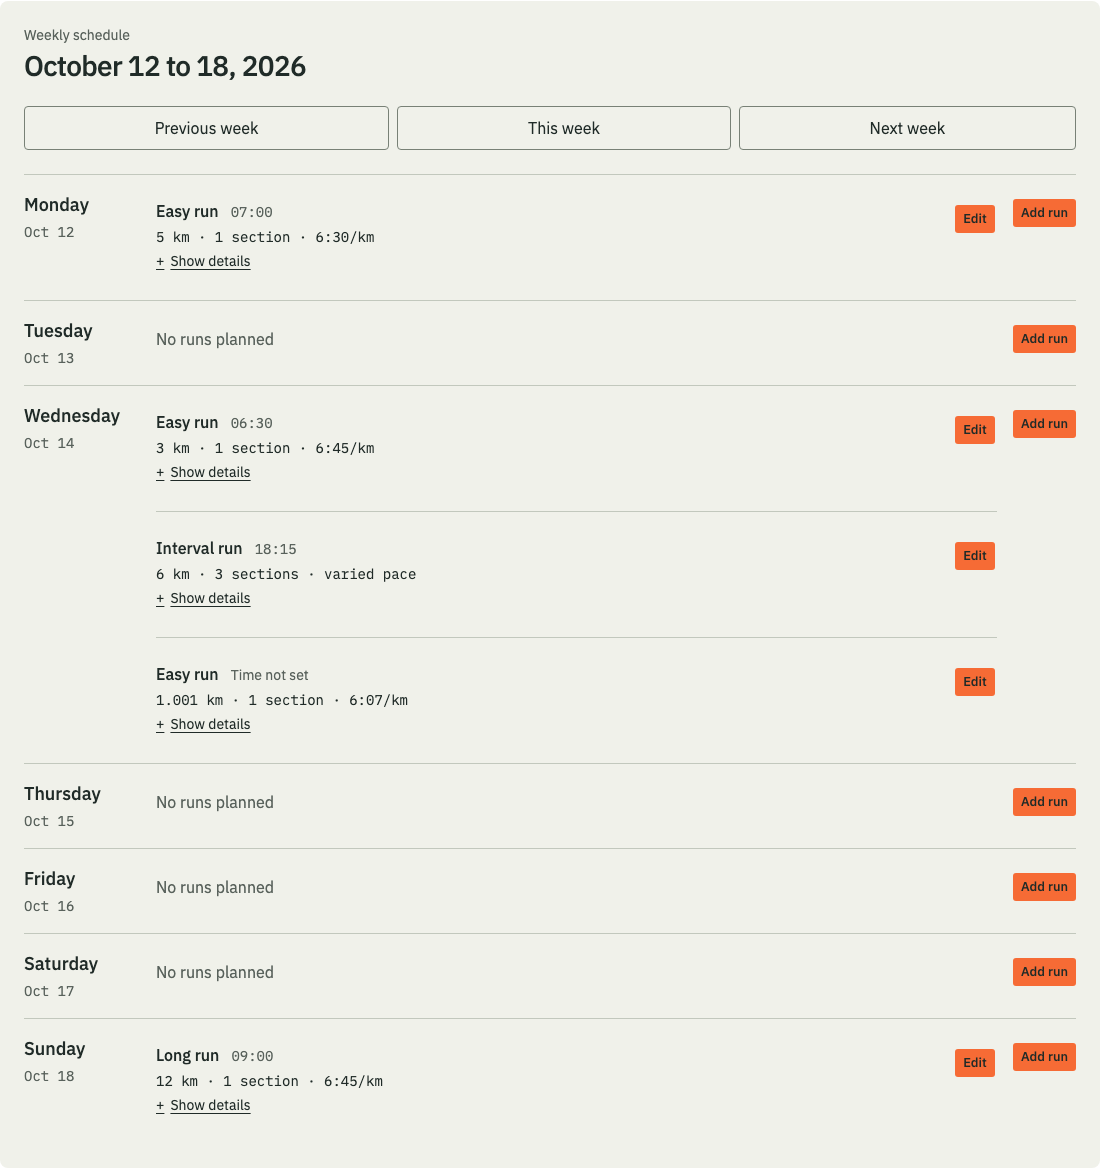 Weekly schedule
October 12 to 18, 2026
Previous week
This week
Next week
Monday
Oct 12
Easy run 07:00
5 km · 1 section · 6:30/km
+ Show details
Edit
Add run
Tuesday
Oct 13
No runs planned
Add run
Wednesday
Oct 14
Easy run 06:30
3 km · 1 section · 6:45/km
+ Show details
Edit
Add run
Interval run 18:15
6 km · 3 sections · varied pace
+ Show details
Edit
Easy run Time not set
1.001 km · 1 section · 6:07/km
+ Show details
Edit
Thursday
Oct 15
No runs planned
Add run
Friday
Oct 16
No runs planned
Add run
Saturday
Oct 17
No runs planned
Add run
Sunday
Oct 18
Long run 09:00
12 km · 1 section · 6:45/km
+ Show details
Edit
Add run